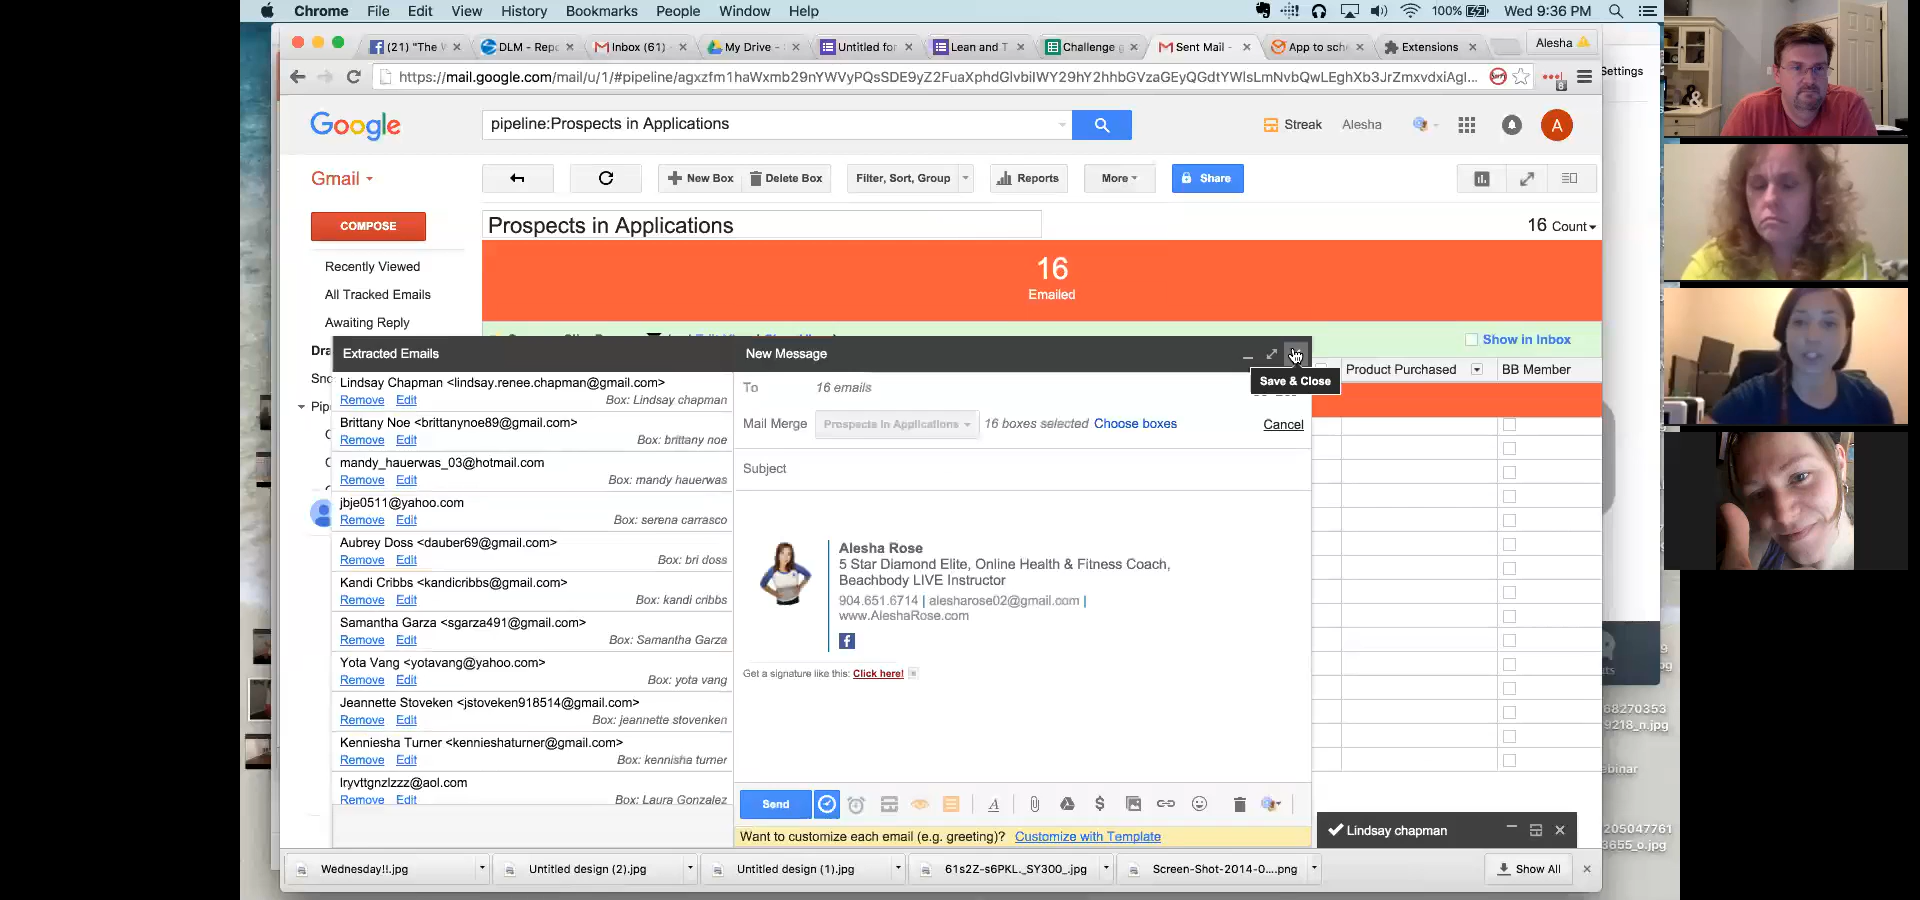 Chrome File Edit View History Bookmarks People Window Help 100% Wed 9:36 PM
(21) "The W DLM - Repo Inbox (61) - My Drive - Untitled for Lean and T Challenge Sent Mail - App to sch Extensions Alesha
https://mail.google.com/mail/u/1/#pipeline/
Settings
Google pipeline:Prospects in Applications Streak Alesha A
Gmail New Box Delete Box Filter, Sort, Group Reports More Share
COMPOSE Prospects in Applications 16 Count
Recently Viewed
All Tracked Emails
Awaiting Reply
16
Emailed
Show in Inbox
Product Purchased BB Member
Extracted Emails
Lindsay Chapman <lindsay.renee.chapman@gmail.com>
Remove Edit Box: Lindsay chapman
Brittany Noe <brittanynoe89@gmail.com>
Remove Edit Box: brittany noe
mandy_hauerwas_03@hotmail.com
Remove Edit Box: mandy hauerwas
jbje0511@yahoo.com
Remove Edit Box: serena carrasco
Aubrey Doss <dauber69@gmail.com>
Remove Edit Box: bri doss
Kandi Cribbs <kandicribbs@gmail.com>
Remove Edit Box: kandi cribbs
Samantha Garza <sgarza491@gmail.com>
Remove Edit Box: Samantha Garza
Yota Vang <yotavang@yahoo.com>
Remove Edit Box: yota vang
Jeannette Stoveken <jstoveken918514@gmail.com>
Remove Edit Box: jeannette stovenken
Kenniesha Turner <kennieshaturner@gmail.com>
Remove Edit Box: kennisha turner
lryvttgnzlzzz@aol.com
Remove Edit Box: Laura Gonzalez
New Message
Save & Close
To 16 emails
Mail Merge Prospects in Applications 16 boxes selected Choose boxes Cancel
Subject
Alesha Rose
5 Star Diamond Elite, Online Health & Fitness Coach,
Beachbody LIVE Instructor
904.651.6714 | alesharose02@gmail.com |
www.AleshaRose.com
Get a signature like this: Click here!
Send
Want to customize each email (e.g. greeting)? Customize with Template
Lindsay chapman
Wednesday!!.jpg Untitled design (2).jpg Untitled design (1).jpg 61s2Z-s6PKL._SY300_.jpg Screen-Shot-2014-0....png Show All
68270353
9218_n.jpg
205047761
3655_o.jpg